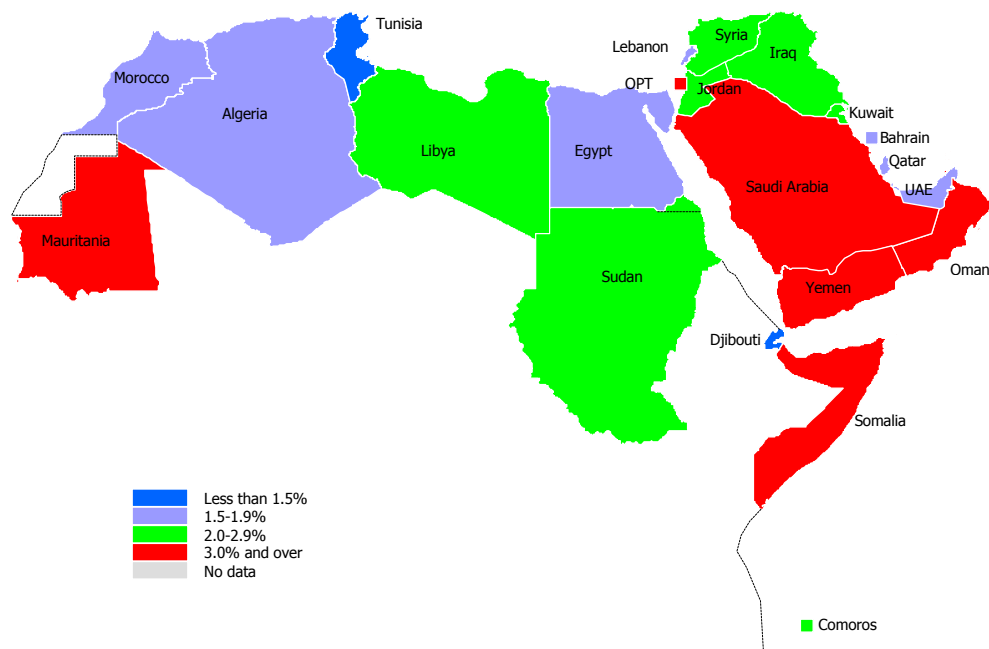 Tunisia
Syria
Lebanon
Iraq
Morocco
OPT
Jordan
Algeria
Kuwait
Bahrain
Libya
Egypt
Qatar
Saudi Arabia
UAE
Mauritania
Sudan
Oman
Yemen
Djibouti
Somalia
Less than 1.5%
1.5-1.9%
2.0-2.9%
3.0% and over
No data
Comoros